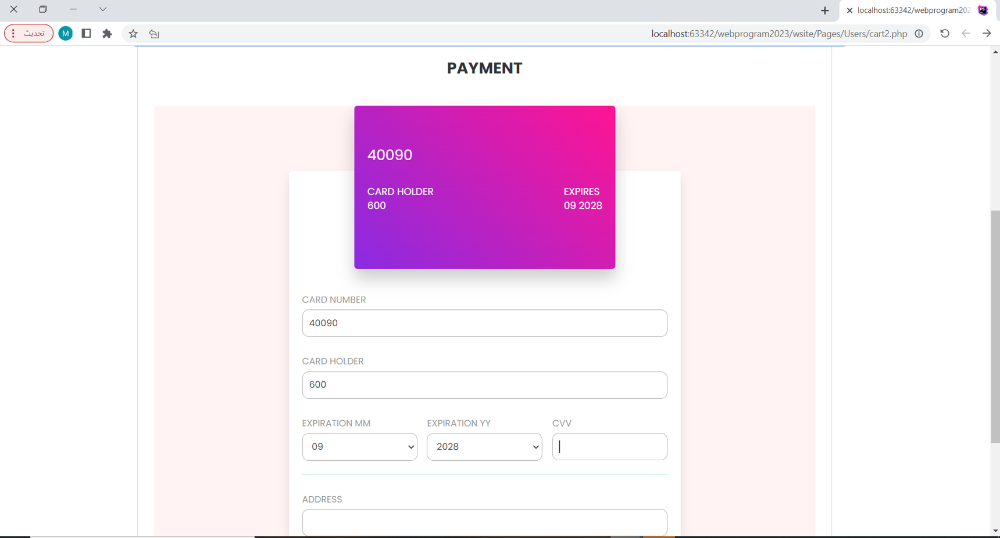 localhost:63342/webprogram202
تحديث
M
localhost:63342/webprogram2023/wsite/Pages/Users/cart2.php
PAYMENT
40090
CARD HOLDER
600
EXPIRES
09 2028
CARD NUMBER
40090
CARD HOLDER
600
EXPIRATION MM
09
EXPIRATION YY
2028
CVV
ADDRESS